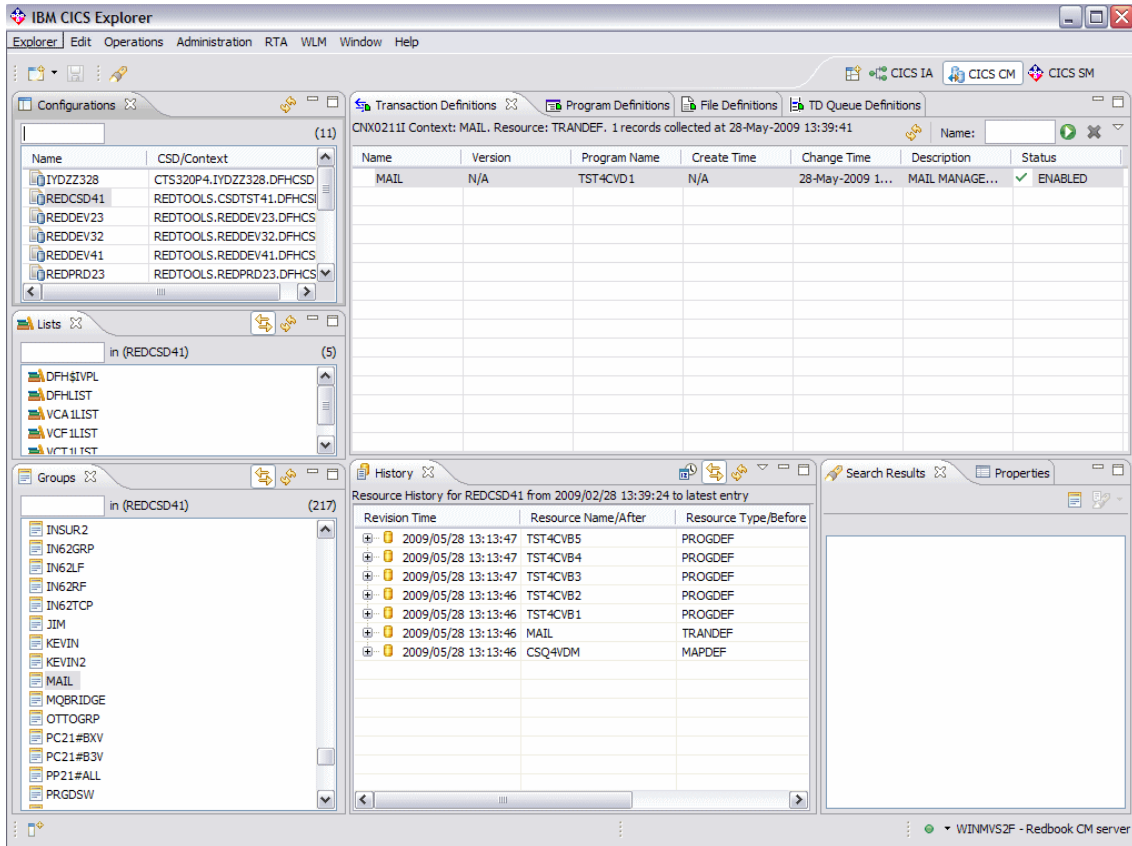 IBM CICS Explorer
Explorer Edit Operations Administration RTA WLM Window Help
CICS IA CICS CM CICS SM
Configurations
(11)
Name CSD/Context
IYDZZ328 CTS320P4.IYDZZ328.DFHCSD
REDCSD41 REDTOOLS.CSDTST41.DFHCS
REDDEV23 REDTOOLS.REDDEV23.DFHCS
REDDEV32 REDTOOLS.REDDEV32.DFHCS
REDDEV41 REDTOOLS.REDDEV41.DFHCS
REDPRD23 REDTOOLS.REDPRD23.DFHCS
Lists
in (REDCSD41) (5)
DFH$IVPL
DFHLIST
VCA1LIST
VCF1LIST
VCT1LIST
Groups
in (REDCSD41) (217)
INSUR2
IN62GRP
IN62LF
IN62RF
IN62TCP
JIM
KEVIN
KEVIN2
MAIL
MQBRIDGE
OTTOGRP
PC21#BXV
PC21#B3V
PP21#ALL
PRGDSW
Transaction Definitions Program Definitions File Definitions TD Queue Definitions
CNX0211I Context: MAIL. Resource: TRANDEF. 1 records collected at 28-May-2009 13:39:41 Name:
Name Version Program Name Create Time Change Time Description Status
MAIL N/A TST4CVD1 N/A 28-May-2009 1... MAIL MANAGE... ENABLED
History
Resource History for REDCSD41 from 2009/02/28 13:39:24 to latest entry
Revision Time Resource Name/After Resource Type/Before
2009/05/28 13:13:47 TST4CVB5 PROGDEF
2009/05/28 13:13:47 TST4CVB4 PROGDEF
2009/05/28 13:13:47 TST4CVB3 PROGDEF
2009/05/28 13:13:46 TST4CVB2 PROGDEF
2009/05/28 13:13:46 TST4CVB1 PROGDEF
2009/05/28 13:13:46 MAIL TRANDEF
2009/05/28 13:13:46 CSQ4VDM MAPDEF
Search Results Properties
WINMVS2F - Redbook CM server